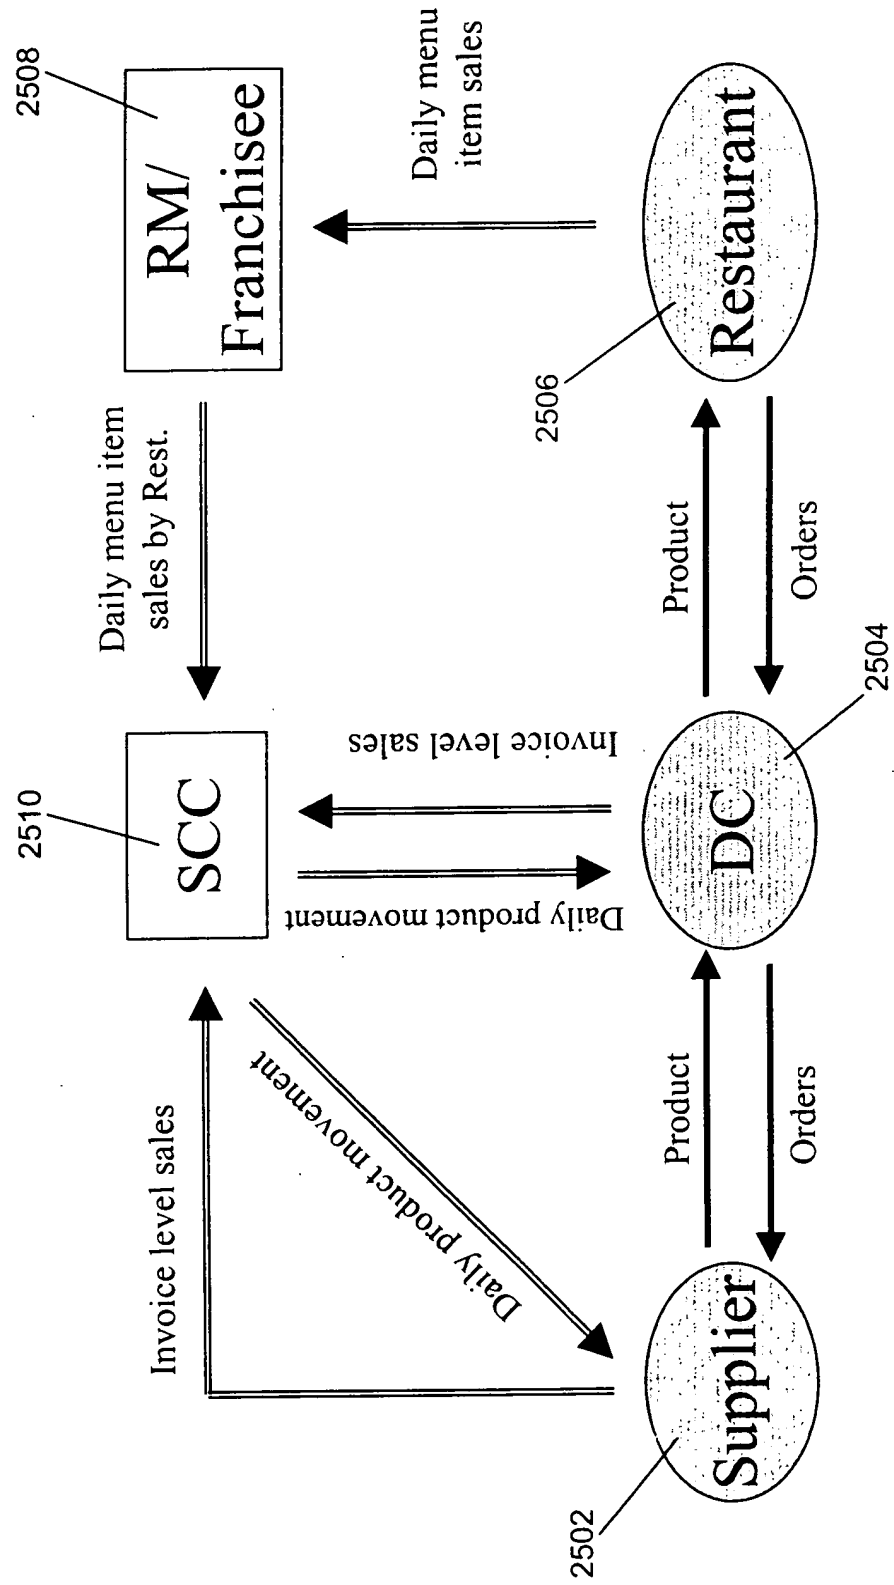 2510
2508
SCC
RM/
Franchisee
Invoice level sales
Daily menu item
sales by Rest.
Daily product movement
Daily product movement
Invoice level sales
Daily menu
item sales
2506
Product
Product
Supplier
DC
Restaurant
Orders
Orders
2502
2504